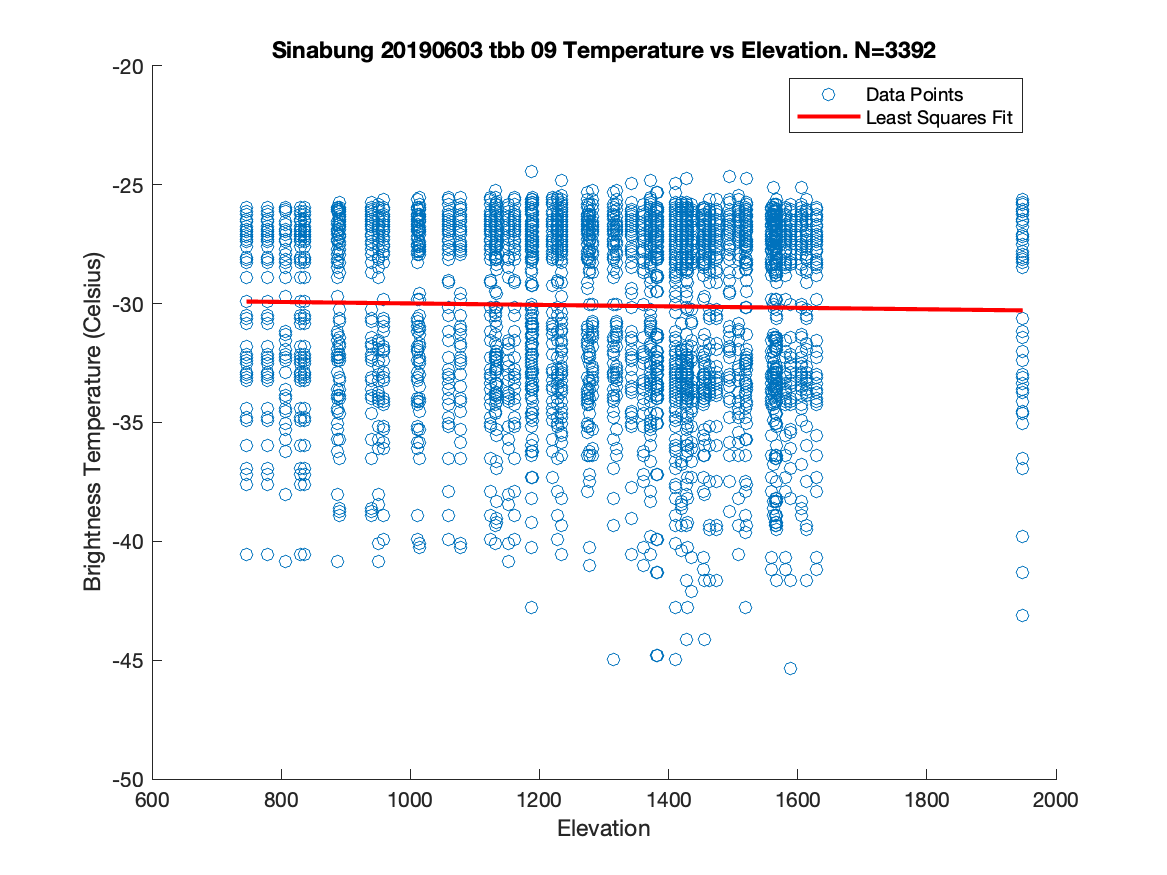 Sinabung 20190603 tbb 09 Temperature vs Elevation. N=3392
Data Points
Least Squares Fit
Brightness Temperature (Celsius)
-20
-25
-30
-35
-40
-45
-50
600 800 1000 1200 1400 1600 1800 2000
Elevation